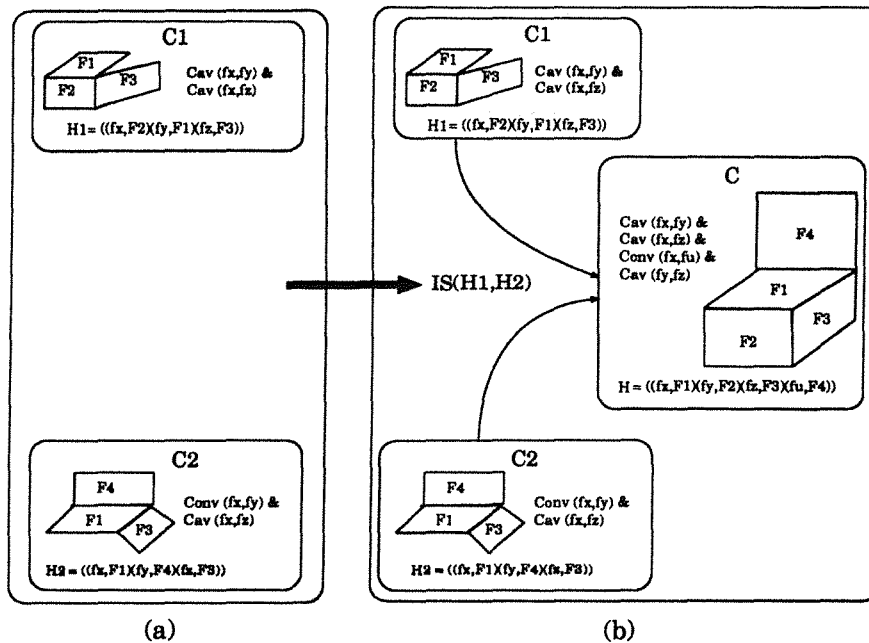 C1
F1
F2
F3
Cav (fx,fy) &
Cav (fx,fz)
H1 = ((fx,F2)(fy,F1)(fz,F3))
C2
F4
F1
F3
Conv (fx,fy) &
Cav (fx,fz)
H2 = ((fx,F1)(fy,F4)(fz,F3))
(a)
C1
F1
F2
F3
Cav (fx,fy) &
Cav (fx,fz)
H1 = ((fx,F2)(fy,F1)(fz,F3))
IS(H1,H2)
C
Cav (fx,fy) &
Cav (fx,fz) &
Conv (fx,fu) &
Cav (fy,fz)
F4
F1
F2
F3
H = ((fx,F1)(fy,F2)(fz,F3)(fu,F4))
C2
F4
F1
F3
Conv (fx,fy) &
Cav (fx,fz)
H2 = ((fx,F1)(fy,F4)(fz,F3))
(b)